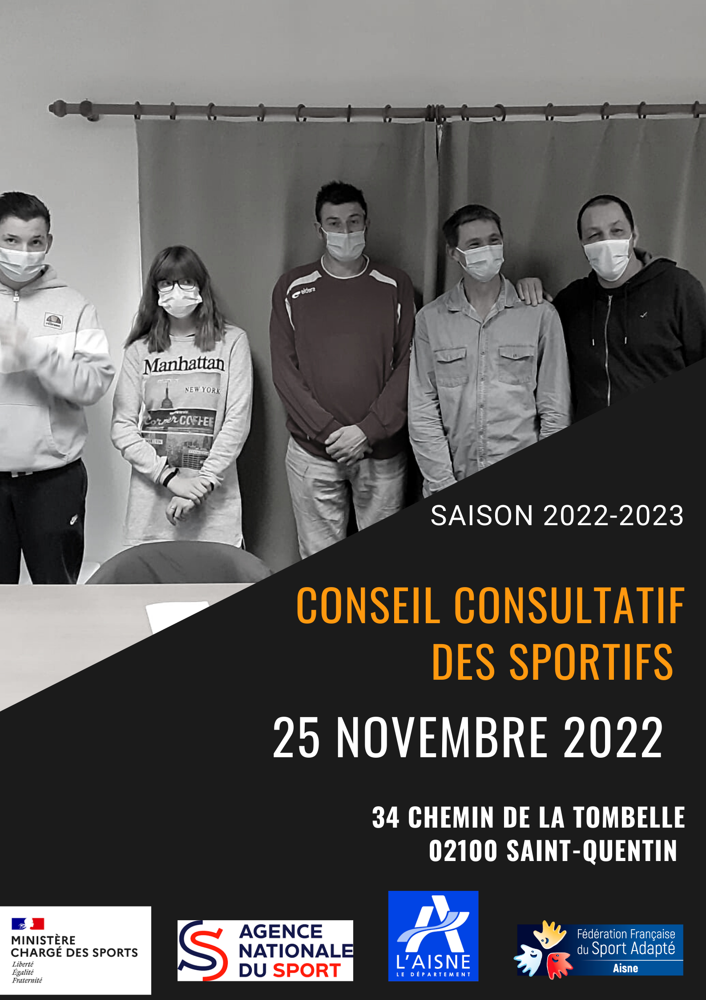 ellesse
eldera
Manhattan
NEW YORK
Corner COFFEE
SAISON 2022-2023
CONSEIL CONSULTATIF
DES SPORTIFS
25 NOVEMBRE 2022
34 CHEMIN DE LA TOMBELLE
02100 SAINT-QUENTIN
MINISTÈRE
CHARGÉ DES SPORTS
Liberté
Égalité
Fraternité
AGENCE
NATIONALE
DU SPORT
L'AISNE
LE DÉPARTEMENT
Fédération Française
du Sport Adapté
Aisne